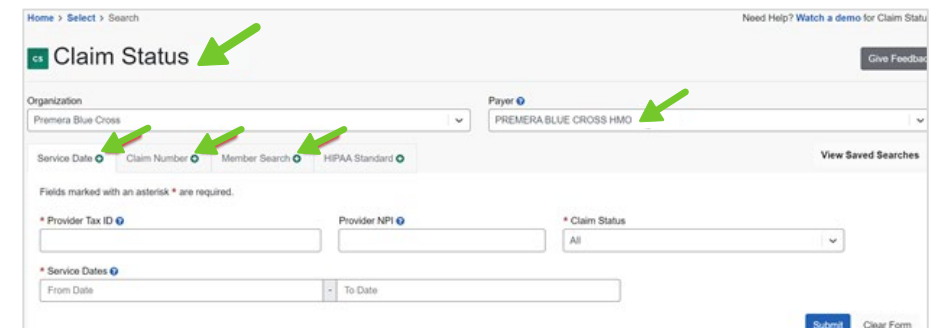 Home > Select > Search
Need Help? Watch a demo for Claim Statu
cs Claim Status
Give Feedbac
Organization
Payer
Premera Blue Cross
PREMERA BLUE CROSS HMO
Service Date
Claim Number
Member Search
HIPAA Standard
View Saved Searches
Fields marked with an asterisk * are required.
* Provider Tax ID
Provider NPI
* Claim Status
All
* Service Dates
From Date
-
To Date
Submit
Clear Form